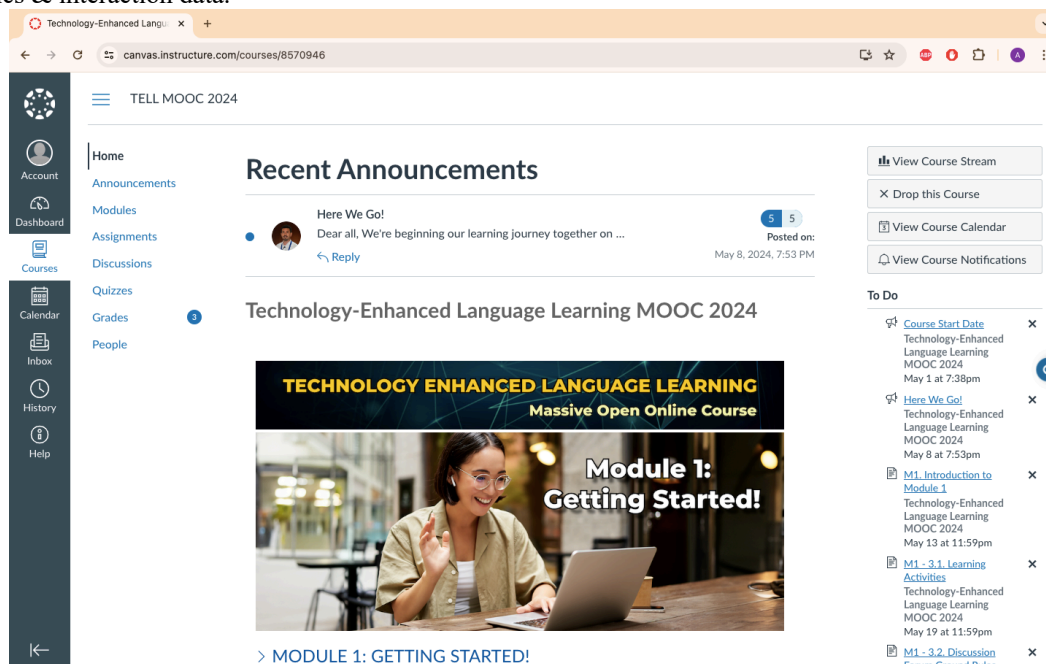 es & interaction data.
Technology-Enhanced Langu
canvas.instructure.com/courses/8570946
ABP
A
TELL MOOC 2024
Account
Dashboard
Courses
Calendar
Inbox
History
Help
Home
Announcements
Modules
Assignments
Discussions
Quizzes
Grades 3
People
Recent Announcements
Here We Go!
Dear all, We're beginning our learning journey together on ...
Reply
5 5
Posted on:
May 8, 2024, 7:53 PM
Technology-Enhanced Language Learning MOOC 2024
TECHNOLOGY ENHANCED LANGUAGE LEARNING
Massive Open Online Course
Module 1:
Getting Started!
> MODULE 1: GETTING STARTED!
View Course Stream
Drop this Course
View Course Calendar
View Course Notifications
To Do
Course Start Date
Technology-Enhanced
Language Learning
MOOC 2024
May 1 at 7:38pm
Here We Go!
Technology-Enhanced
Language Learning
MOOC 2024
May 8 at 7:53pm
M1. Introduction to
Module 1
Technology-Enhanced
Language Learning
MOOC 2024
May 13 at 11:59pm
M1 - 3.1. Learning
Activities
Technology-Enhanced
Language Learning
MOOC 2024
May 19 at 11:59pm
M1 - 3.2. Discussion